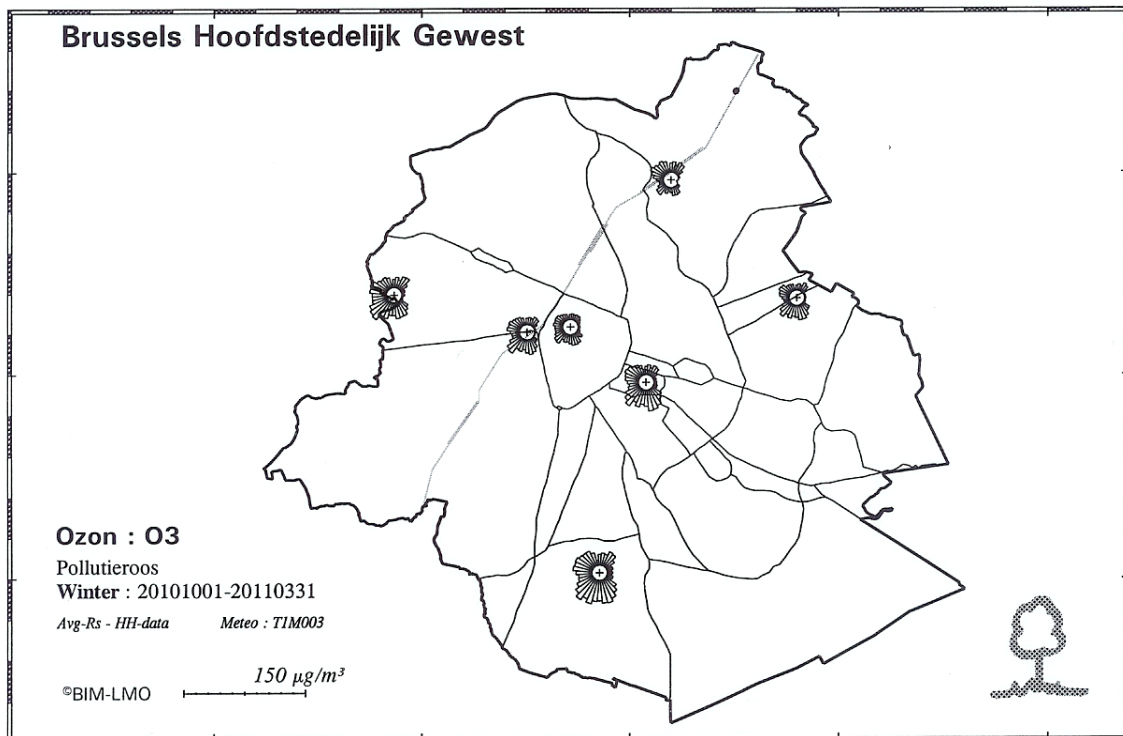 Brussels Hoofdstedelijk Gewest
Ozon : O3
Pollutieroos
Winter : 20101001-20110331
Avg-Rs - HH-data Meteo : T1M003
150 µg/m³
©BIM-LMO